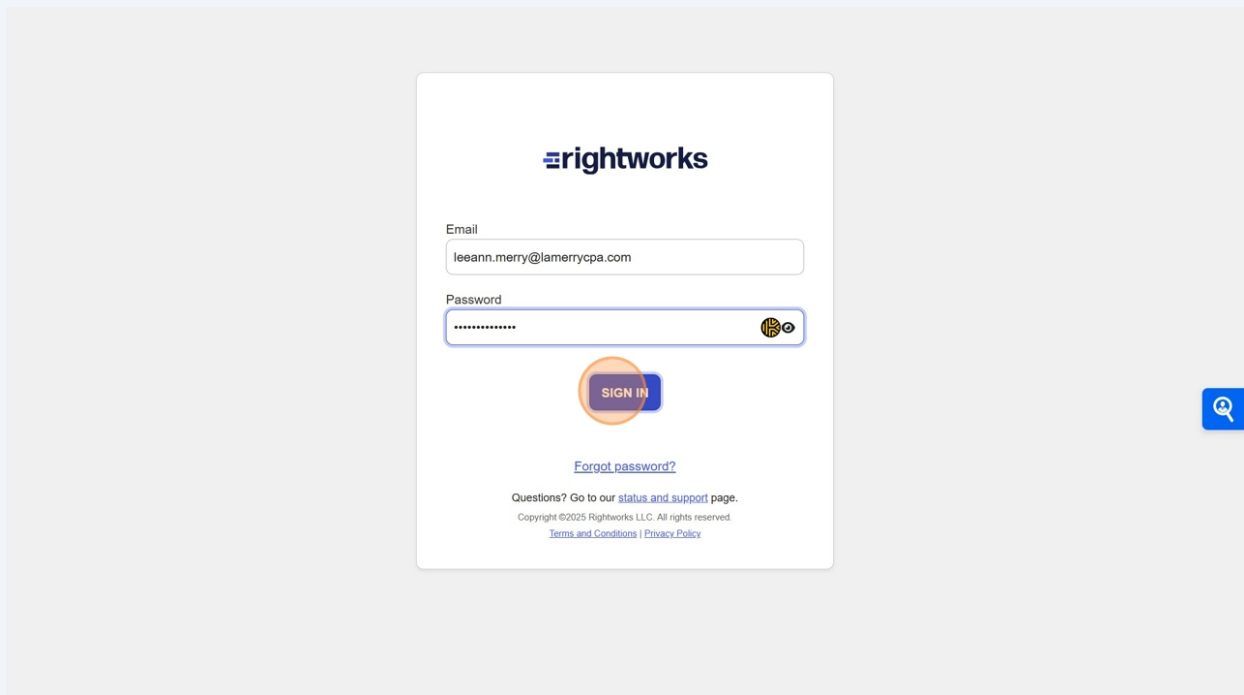 rightworks
Email
leeann.merry@lamerrycpa.com
Password
••••••••••••••
SIGN IN
Forgot password?
Questions? Go to our status and support page.
Copyright ©2025 Rightworks LLC. All rights reserved.
Terms and Conditions | Privacy Policy